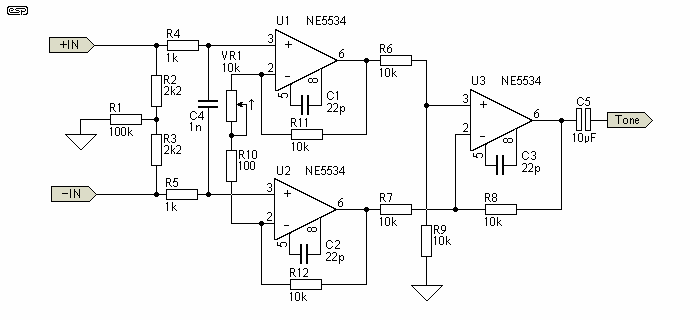 esp
U1 NE5534
+IN
R4
1k
VR1
10k
3
2
6
+
−
5
8
R6
10k
U3 NE5534
R2
2k2
C1
22p
C4
1n
R1
100k
R11
10k
3
2
6
+
−
5
8
C5
10µF
Tone
R3
2k2
R10
100
U2 NE5534
C3
22p
−IN
R5
1k
3
2
6
+
−
5
8
R7
10k
R8
10k
C2
22p
R9
10k
R12
10k